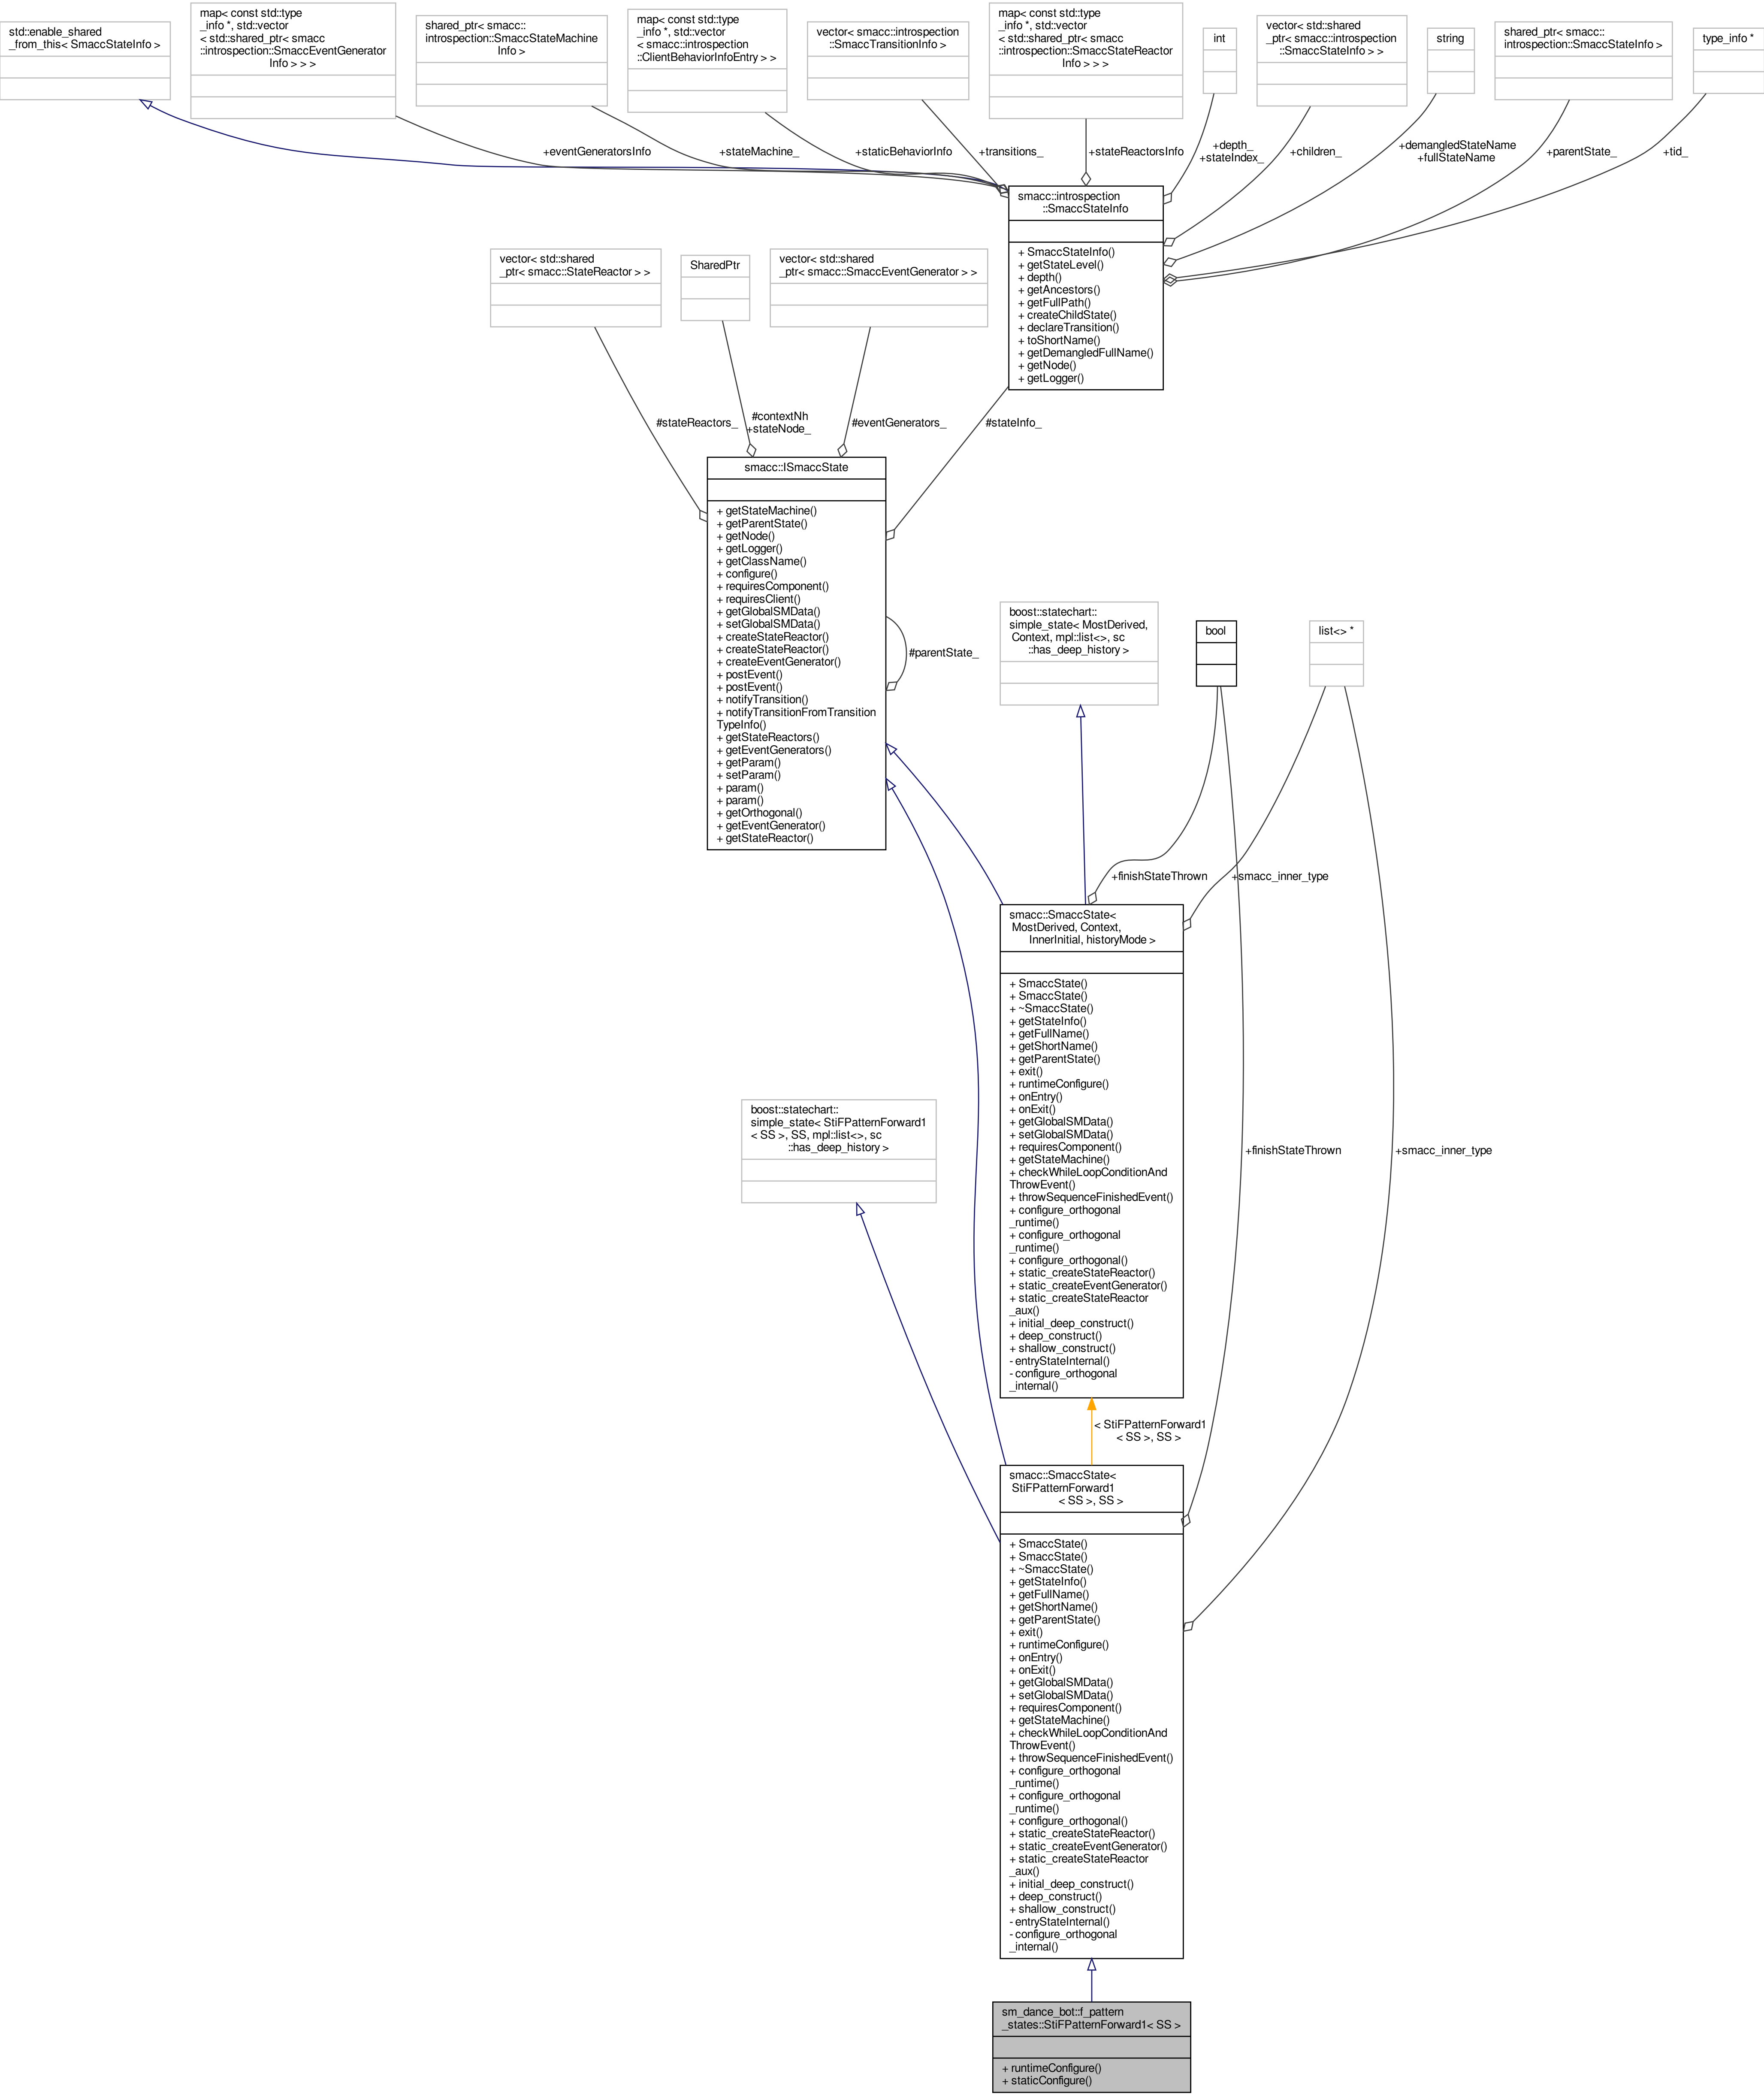 std::enable_shared
_from_this< SmaccStateInfo >
map< const std::type
_info *, std::vector
< std::shared_ptr< smacc
::introspection::SmaccEventGenerator
Info > > >
shared_ptr< smacc::
introspection::SmaccStateMachine
Info >
map< const std::type
_info *, std::vector
< smacc::introspection
::ClientBehaviorInfoEntry > >
vector< smacc::introspection
::SmaccTransitionInfo >
map< const std::type
_info *, std::vector
< std::shared_ptr< smacc
::introspection::SmaccStateReactor
Info > > >
int
vector< std::shared
_ptr< smacc::introspection
::SmaccStateInfo > >
string
shared_ptr< smacc::
introspection::SmaccStateInfo >
type_info *
+eventGeneratorsInfo
+stateMachine_
+staticBehaviorInfo
+transitions_
+stateReactorsInfo
+depth_
+stateIndex_
+children_
+demangledStateName
+fullStateName
+parentState_
+tid_
smacc::introspection
::SmaccStateInfo
+ SmaccStateInfo()
+ getStateLevel()
+ depth()
+ getAncestors()
+ getFullPath()
+ createChildState()
+ declareTransition()
+ toShortName()
+ getDemangledFullName()
+ getNode()
+ getLogger()
vector< std::shared
_ptr< smacc::StateReactor > >
SharedPtr
vector< std::shared
_ptr< smacc::SmaccEventGenerator > >
#stateReactors_
#contextNh
+stateNode_
#eventGenerators_
#stateInfo_
smacc::ISmaccState
+ getStateMachine()
+ getParentState()
+ getNode()
+ getLogger()
+ getClassName()
+ configure()
+ requiresComponent()
+ requiresClient()
+ getGlobalSMData()
+ setGlobalSMData()
+ createStateReactor()
+ createStateReactor()
+ createEventGenerator()
+ postEvent()
+ postEvent()
+ notifyTransition()
+ notifyTransitionFromTransition
TypeInfo()
+ getStateReactors()
+ getEventGenerators()
+ getParam()
+ setParam()
+ param()
+ param()
+ getOrthogonal()
+ getEventGenerator()
+ getStateReactor()
#parentState_
boost::statechart::
simple_state< MostDerived,
Context, mpl::list<>, sc
::has_deep_history >
bool
list<> *
+finishStateThrown
+smacc_inner_type
smacc::SmaccState<
MostDerived, Context,
InnerInitial, historyMode >
+ SmaccState()
+ SmaccState()
+ ~SmaccState()
+ getStateInfo()
+ getFullName()
+ getShortName()
+ getParentState()
+ exit()
+ runtimeConfigure()
+ onEntry()
+ onExit()
+ getGlobalSMData()
+ setGlobalSMData()
+ requiresComponent()
+ getStateMachine()
+ checkWhileLoopConditionAnd
ThrowEvent()
+ throwSequenceFinishedEvent()
+ configure_orthogonal
_runtime()
+ configure_orthogonal
_runtime()
+ configure_orthogonal()
+ static_createStateReactor()
+ static_createEventGenerator()
+ static_createStateReactor
_aux()
+ initial_deep_construct()
+ deep_construct()
+ shallow_construct()
- entryStateInternal()
- configure_orthogonal
_internal()
boost::statechart::
simple_state< StiFPatternForward1
< SS >, SS, mpl::list<>, sc
::has_deep_history >
+finishStateThrown
+smacc_inner_type
< StiFPatternForward1
< SS >, SS >
smacc::SmaccState<
StiFPatternForward1
< SS >, SS >
+ SmaccState()
+ SmaccState()
+ ~SmaccState()
+ getStateInfo()
+ getFullName()
+ getShortName()
+ getParentState()
+ exit()
+ runtimeConfigure()
+ onEntry()
+ onExit()
+ getGlobalSMData()
+ setGlobalSMData()
+ requiresComponent()
+ getStateMachine()
+ checkWhileLoopConditionAnd
ThrowEvent()
+ throwSequenceFinishedEvent()
+ configure_orthogonal
_runtime()
+ configure_orthogonal
_runtime()
+ configure_orthogonal()
+ static_createStateReactor()
+ static_createEventGenerator()
+ static_createStateReactor
_aux()
+ initial_deep_construct()
+ deep_construct()
+ shallow_construct()
- entryStateInternal()
- configure_orthogonal
_internal()
sm_dance_bot::f_pattern
_states::StiFPatternForward1< SS >
+ runtimeConfigure()
+ staticConfigure()